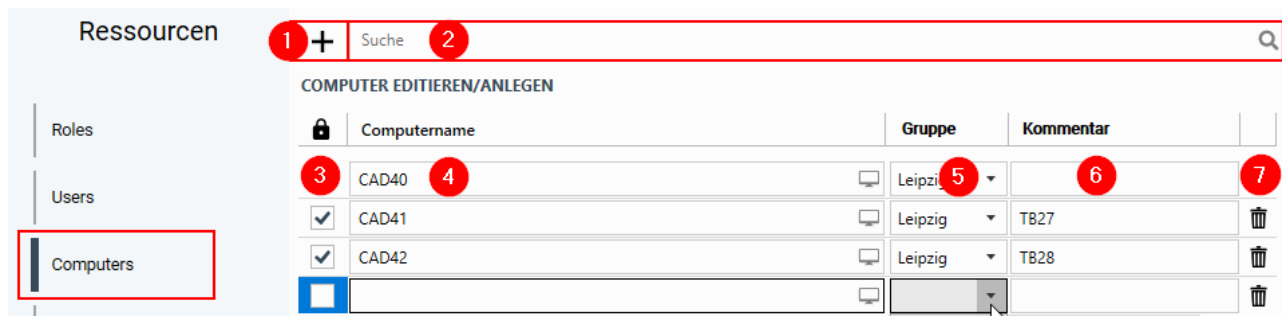 Ressourcen
1 + Suche 2
COMPUTER EDITIEREN/ANLEGEN
Computername Gruppe Kommentar
Roles
3 CAD40 4 Leipzig 5 6 7
Users
CAD41 Leipzig TB27
Computers
CAD42 Leipzig TB28